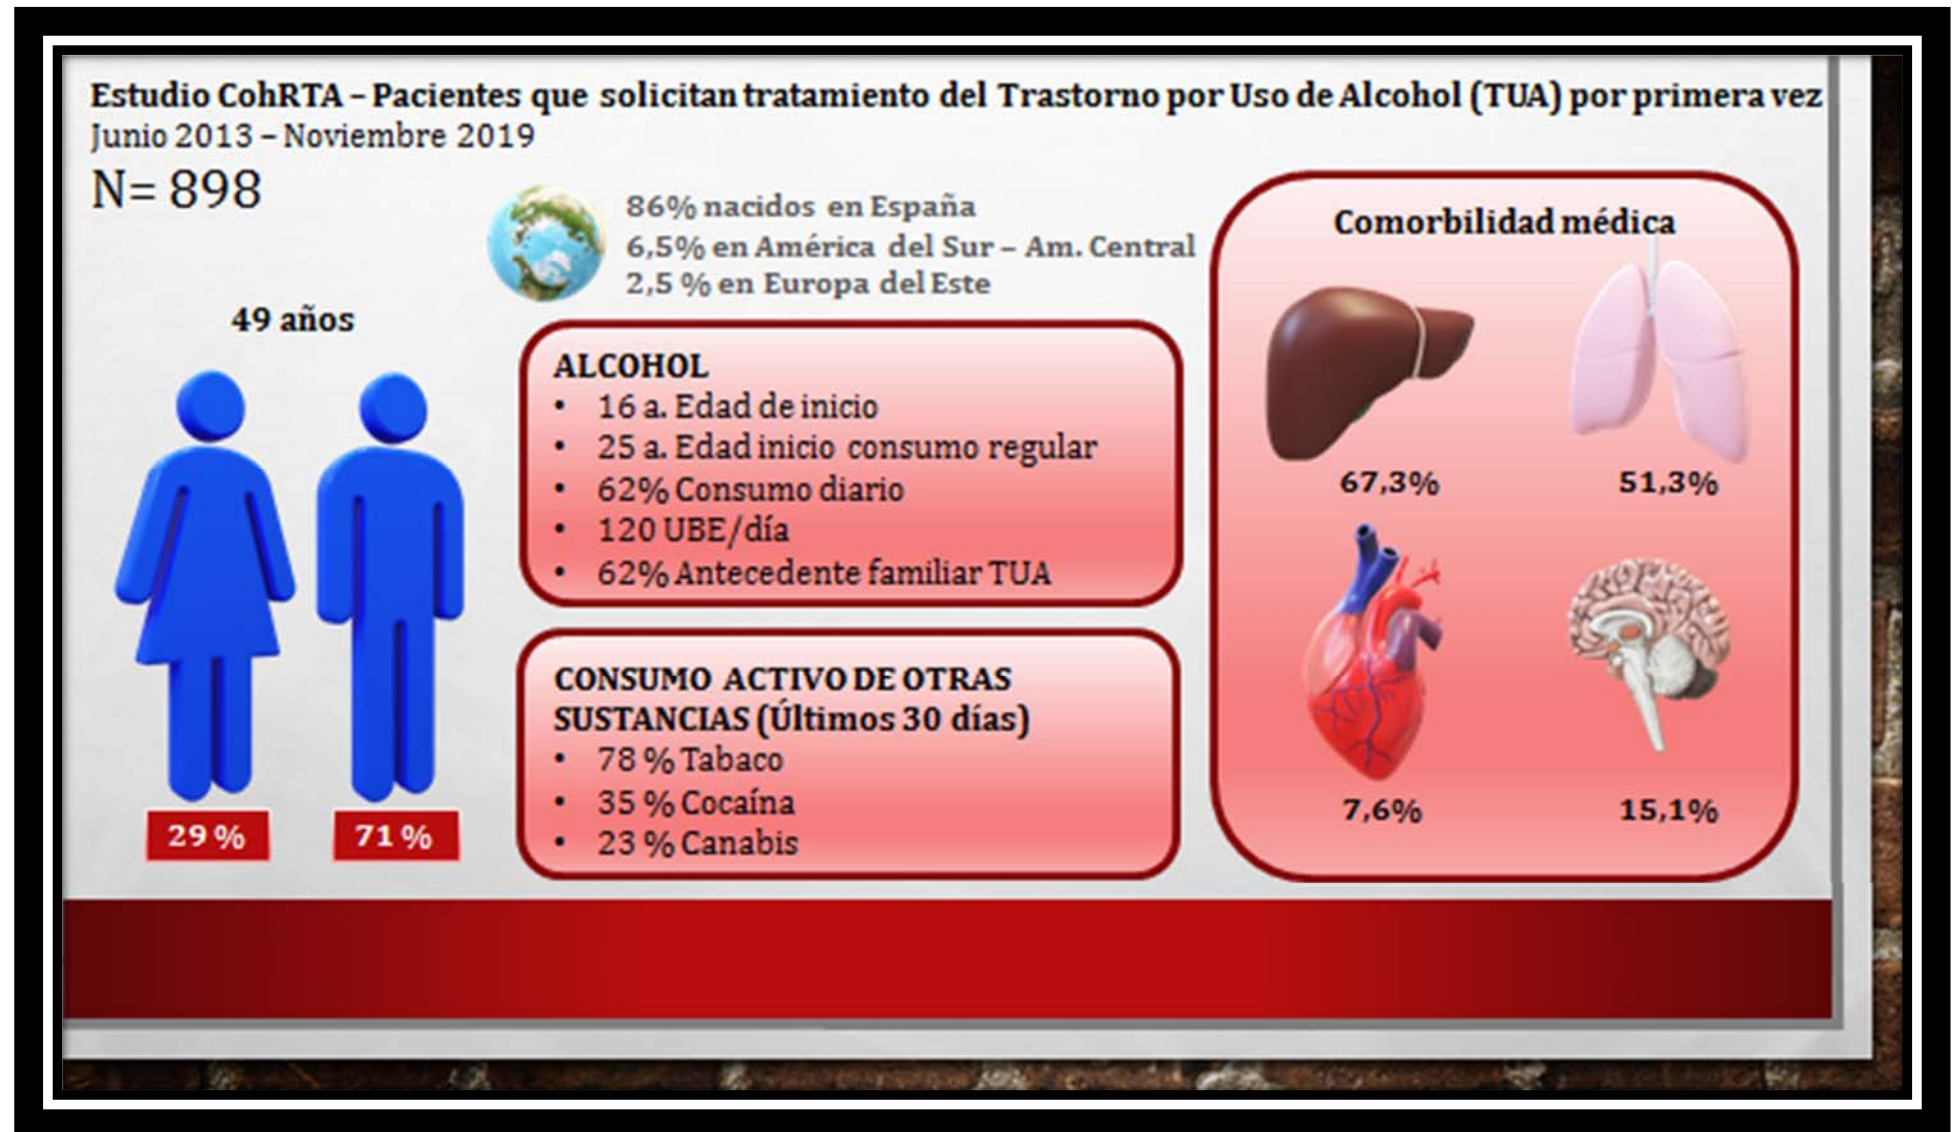 Estudio CohRTA – Pacientes que solicitan tratamiento del Trastorno por Uso de Alcohol (TUA) por primera vez
Junio 2013 – Noviembre 2019
N= 898
86% nacidos en España
6,5% en América del Sur – Am. Central
2,5 % en Europa del Este
49 años
29 %
71 %
ALCOHOL
• 16 a. Edad de inicio
• 25 a. Edad inicio consumo regular
• 62% Consumo diario
• 120 UBE/día
• 62% Antecedente familiar TUA
CONSUMO ACTIVO DE OTRAS
SUSTANCIAS (Últimos 30 días)
• 78 % Tabaco
• 35 % Cocaína
• 23 % Canabis
Comorbilidad médica
67,3%
51,3%
7,6%
15,1%